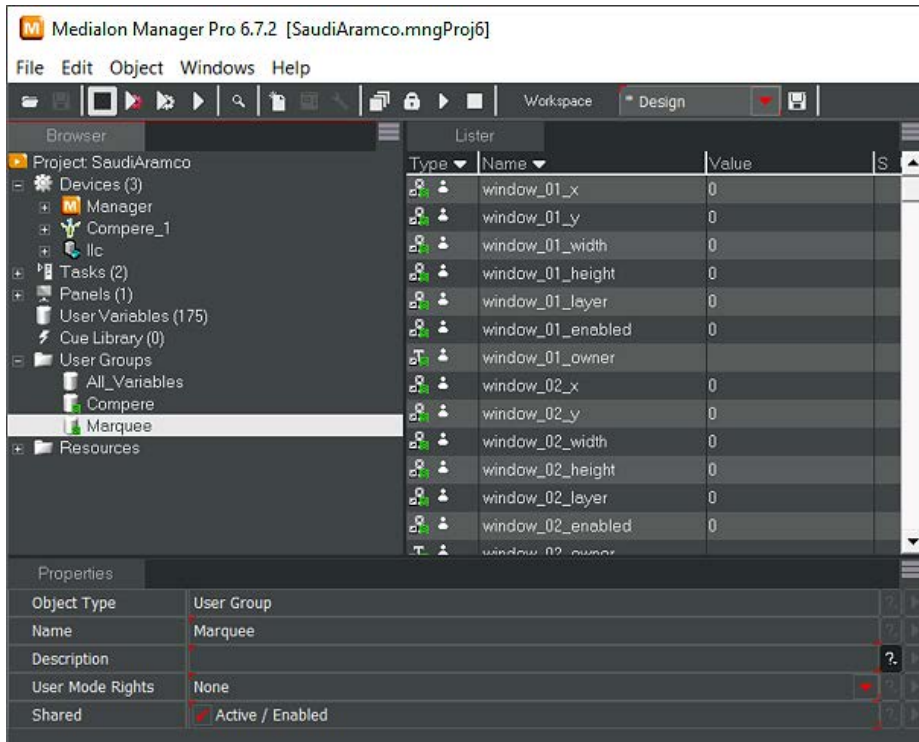 Medialon Manager Pro 6.7.2 [SaudiAramco.mngProj6]
File Edit Object Windows Help
Workspace * Design
Browser
Project: SaudiAramco
Devices (3)
Manager
Compere_1
llc
Tasks (2)
Panels (1)
User Variables (175)
Cue Library (0)
User Groups
All_Variables
Compere
Marquee
Resources
Lister
Type Name Value S
window_01_x 0
window_01_y 0
window_01_width 0
window_01_height 0
window_01_layer 0
window_01_enabled 0
window_01_owner
window_02_x 0
window_02_y 0
window_02_width 0
window_02_height 0
window_02_layer 0
window_02_enabled 0
window_02_owner
Properties
Object Type User Group
Name Marquee
Description
User Mode Rights None
Shared Active / Enabled